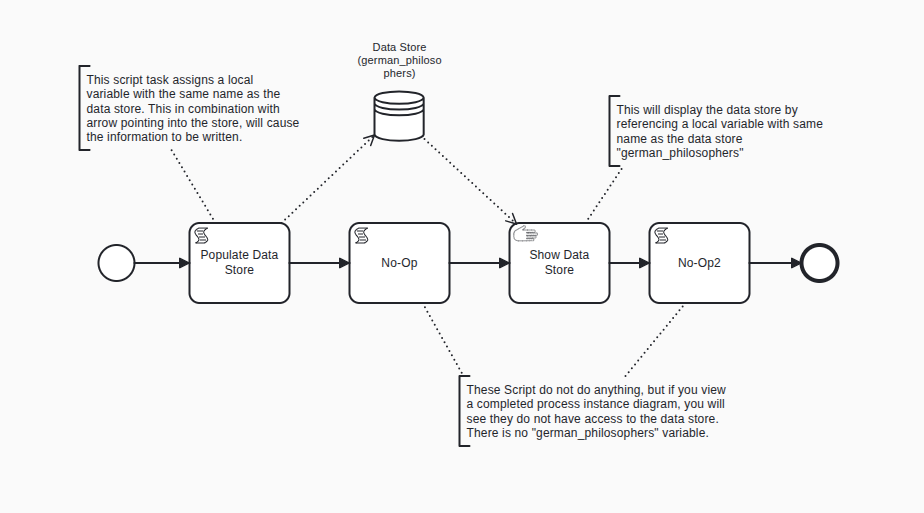 Data Store
(german_philoso
phers)
This script task assigns a local
variable with the same name as the
data store. This in combination with
arrow pointing into the store, will cause
the information to be written.
This will display the data store by
referencing a local variable with same
name as the data store
"german_philosophers"
Populate Data
Store
No-Op
Show Data
Store
No-Op2
These Script do not do anything, but if you view
a completed process instance diagram, you will
see they do not have access to the data store.
There is no "german_philosophers" variable.